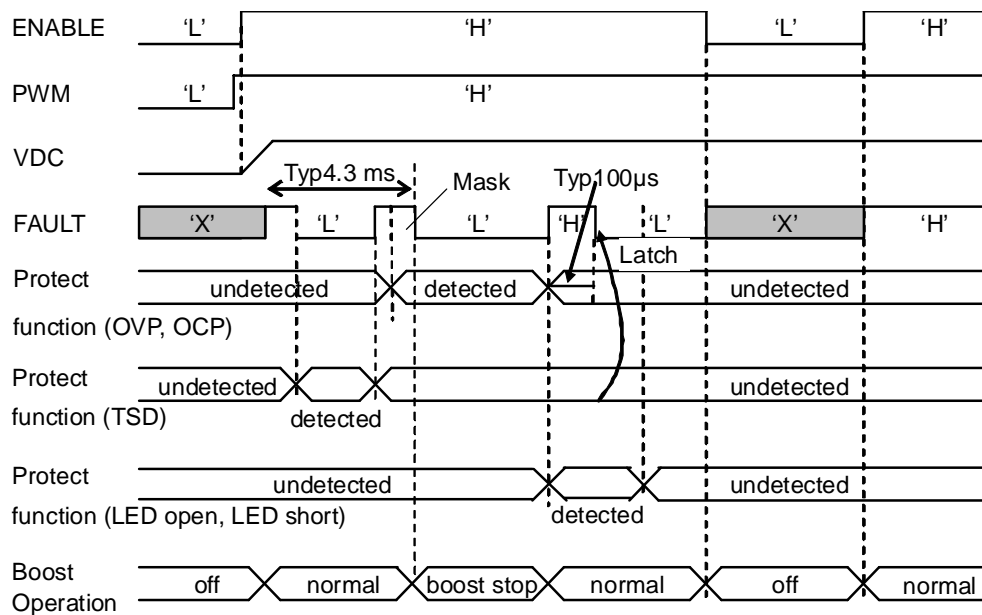 ENABLE ‘L’ ‘H’ ‘L’ ‘H’
PWM ‘L’ ‘H’
VDC
Typ4.3 ms Mask Typ100µs
FAULT ‘X’ ‘L’ ‘L’ ‘H’ ‘L’ ‘X’ ‘H’
Latch
Protect undetected detected undetected
function (OVP, OCP)
Protect undetected undetected
function (TSD) detected
Protect undetected undetected
function (LED open, LED short) detected
Boost
Operation off normal boost stop normal off normal